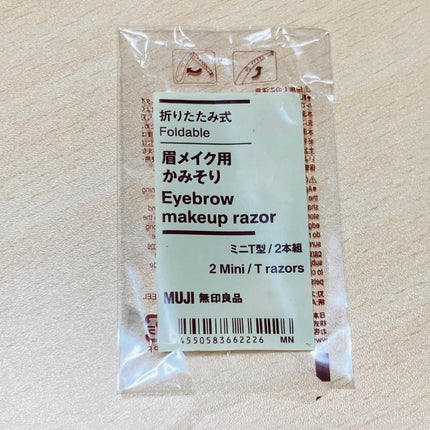 折りたたみ式
Foldable
眉メイク用
かみそり
Eyebrow
makeup razor
ミニT型/2本組
2 Mini/T razors
MUJI 無印良品
4550583662226
MN